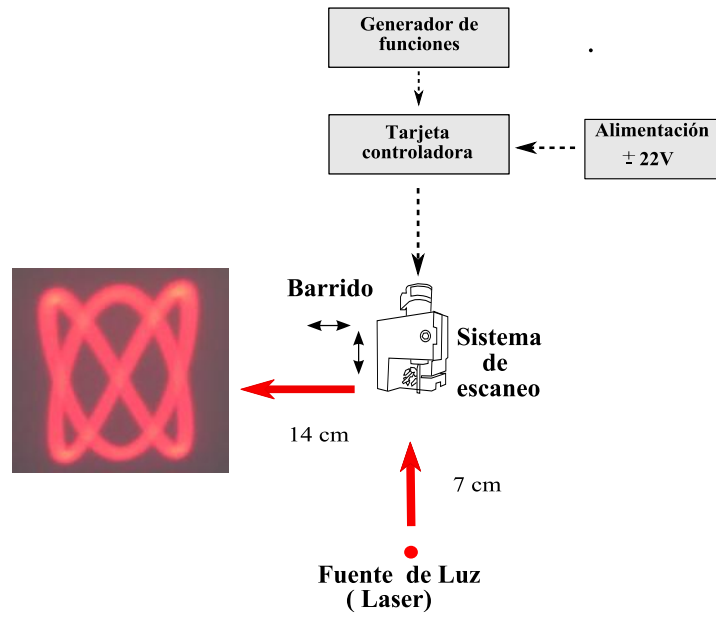 Generador de
funciones
Tarjeta
controladora
Alimentación
± 22V
Barrido
Sistema
de
escaneo
14 cm
7 cm
Fuente de Luz
( Laser)